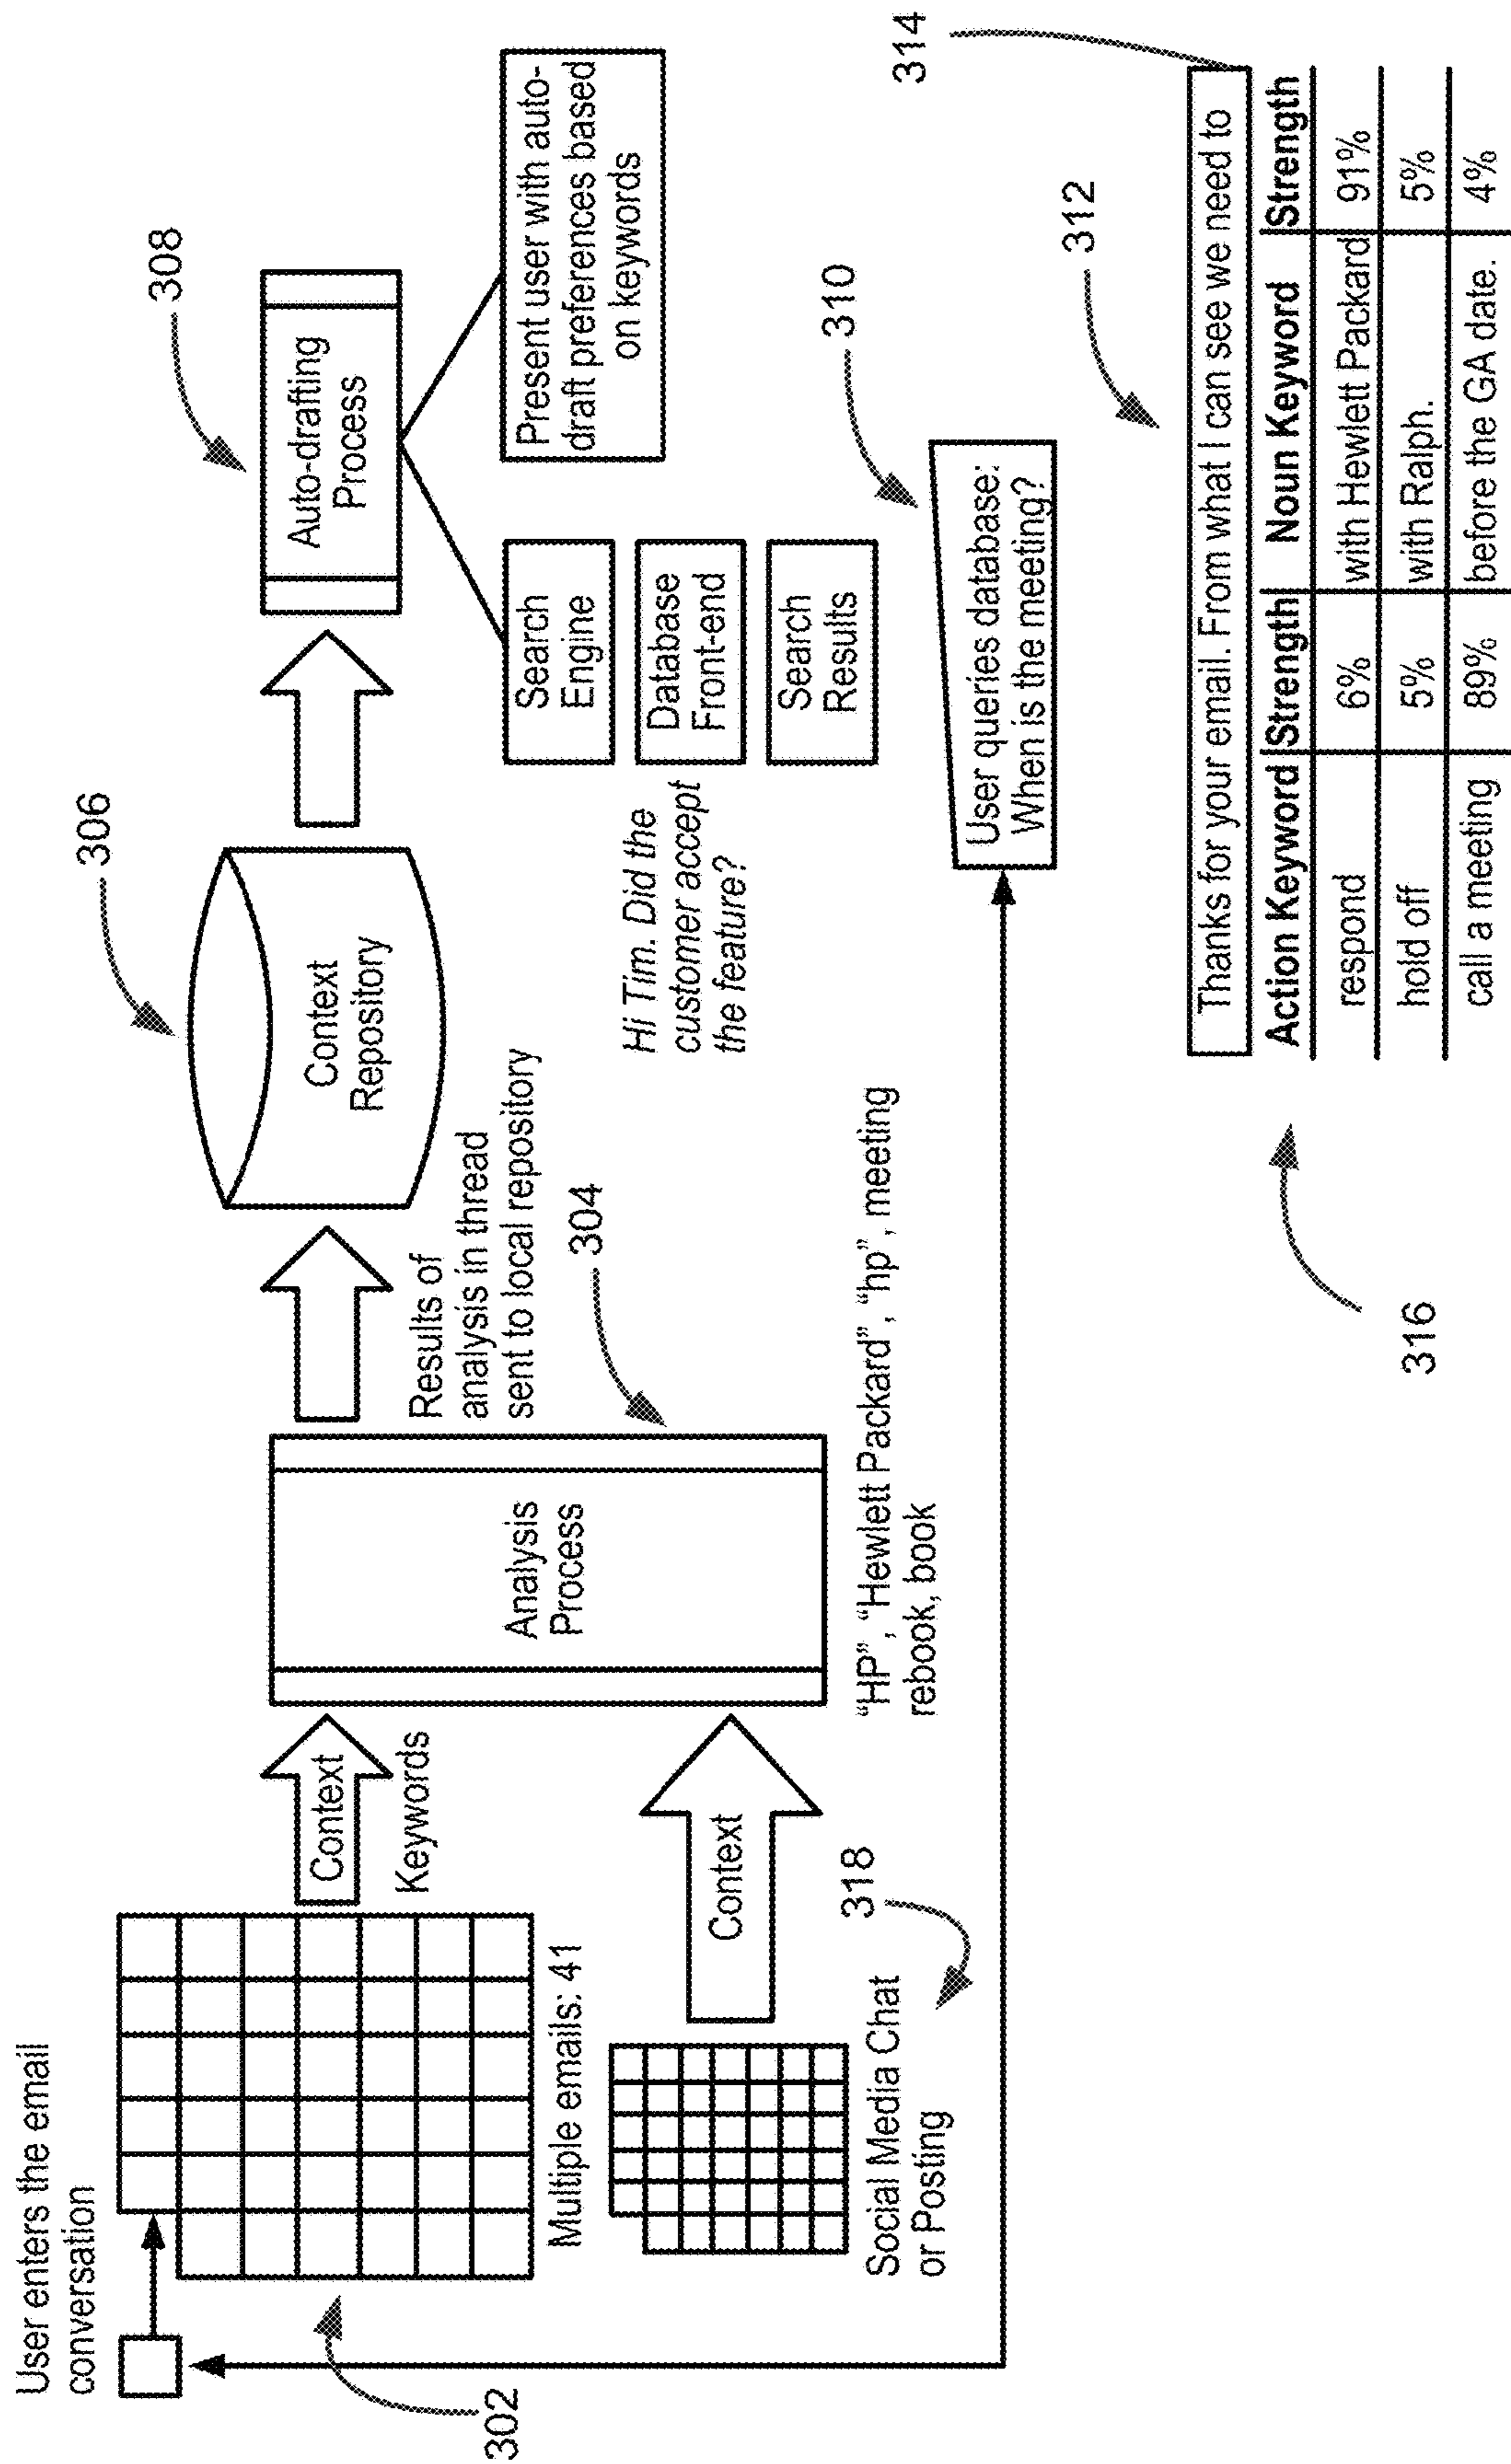 User enters the email
conversation
302
Multiple emails: 41
Context
Keywords
Social Media Chat
or Posting
318
Context
Analysis
Process
304
"HP", "Hewlett Packard", "hp", meeting
rebook, book
Results of
analysis in thread
sent to local repository
306
Context
Repository
308
Auto-drafting
Process
Search
Engine
Database
Front-end
Search
Results
Present user with auto-
draft preferences based
on keywords
Hi Tim. Did the
customer accept
the feature?
310
User queries database:
When is the meeting?
312
314
Thanks for your email. From what I can see we need to
316
Action Keyword Strength Noun Keyword Strength
respond 6% with Hewlett Packard 91%
hold off 5% with Ralph. 5%
call a meeting 89% before the GA date. 4%